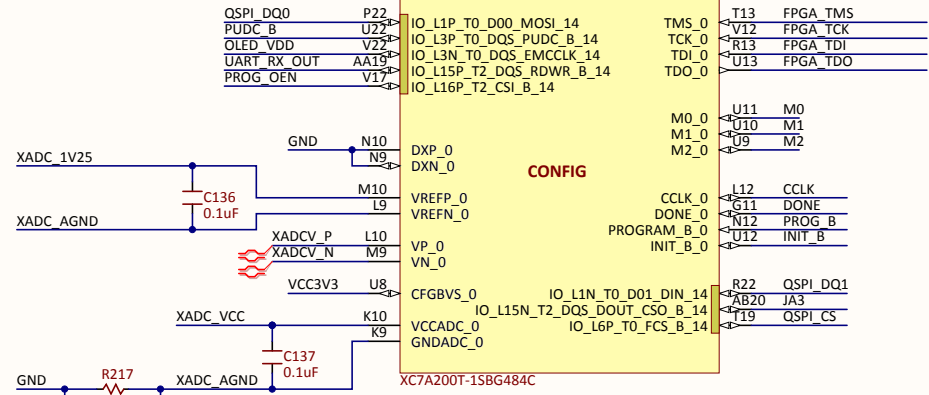 QSPI_DQ0 P22 IO_L1P_T0_D00_MOSI_14 TMS_0 T13 FPGA_TMS
PUDC_B U22 IO_L3P_T0_DQS_PUDC_B_14 TCK_0 V12 FPGA_TCK
OLED_VDD V22 IO_L3N_T0_DQS_EMCCLK_14 TDI_0 R13 FPGA_TDI
UART_RX_OUT AA19 IO_L15P_T2_DQS_RDWR_B_14 TDO_0 U13 FPGA_TDO
PROG_OEN V17 IO_L16P_T2_CSI_B_14
M0_0 U11 M0
M1_0 U10 M1
GND N10 DXP_0 M2_0 U9 M2
N9 DXN_0
XADC_1V25
CONFIG
M10 VREFP_0 CCLK_0 L12 CCLK
C136
0.1uF
L9 VREFN_0 DONE_0 G11 DONE
XADC_AGND
PROGRAM_B_0 N12 PROG_B
XADCV_P L10 VP_0 INIT_B_0 U12 INIT_B
XADCV_N M9 VN_0
VCC3V3 U8 CFGBVS_0 IO_L1N_T0_D01_DIN_14 R22 QSPI_DQ1
IO_L15N_T2_DQS_DOUT_CSO_B_14 AB20 JA3
XADC_VCC K10 VCCADC_0 IO_L6P_T0_FCS_B_14 T19 QSPI_CS
K9 GNDADC_0
C137
0.1uF
GND R217 XADC_AGND
XC7A200T-1SBG484C